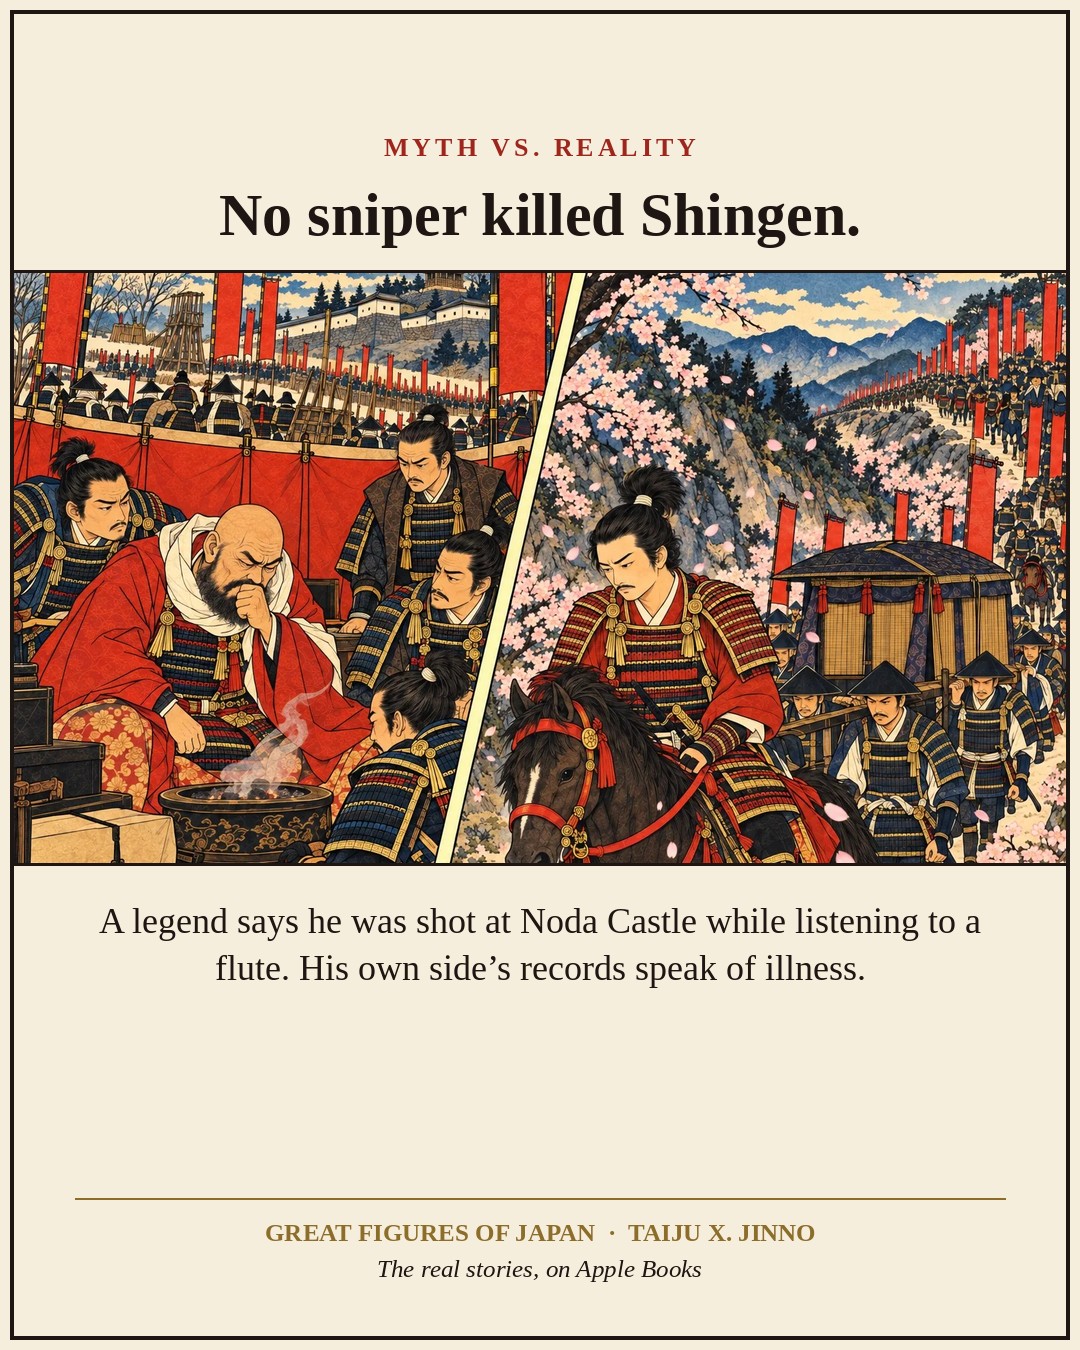 MYTH VS. REALITY
No sniper killed Shingen.
A legend says he was shot at Noda Castle while listening to a
flute. His own side’s records speak of illness.
GREAT FIGURES OF JAPAN · TAIJU X. JINNO
The real stories, on Apple Books